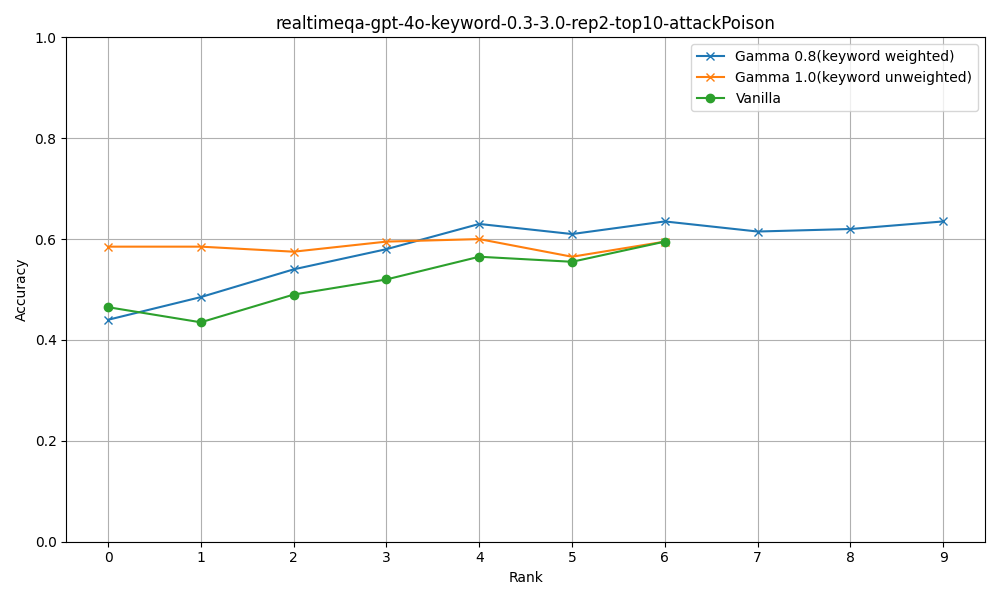 realtimeqa-gpt-4o-keyword-0.3-3.0-rep2-top10-attackPoison
Gamma 0.8(keyword weighted)
Gamma 1.0(keyword unweighted)
Vanilla
1.0
0.8
0.6
0.4
0.2
0.0
Accuracy
0 1 2 3 4 5 6 7 8 9
Rank